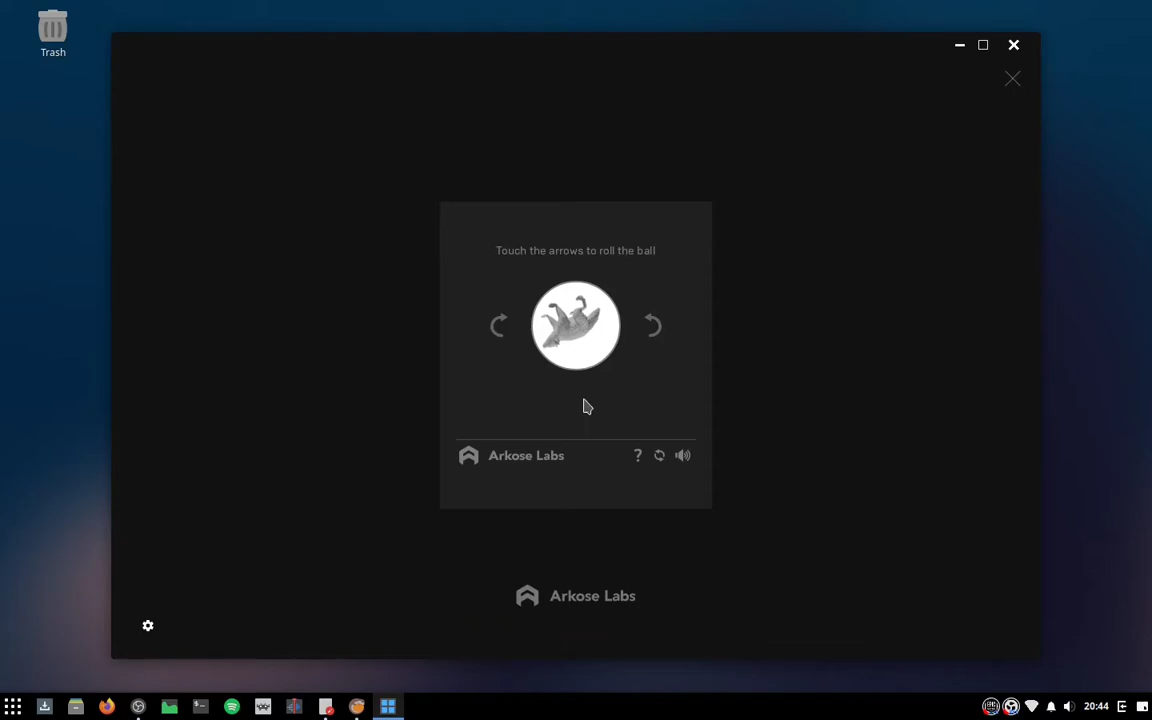 Trash
Touch the arrows to roll the ball
Arkose Labs
?
Arkose Labs
20:44